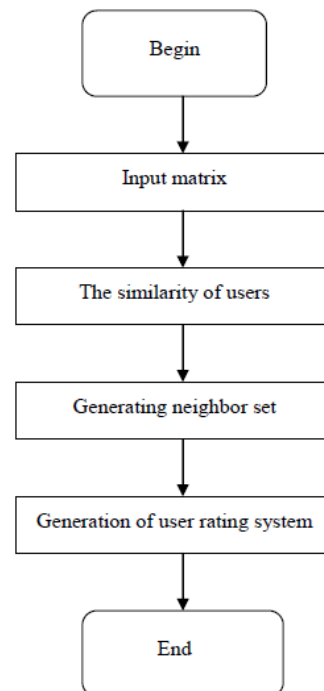 Begin
Input matrix
The similarity of users
Generating neighbor set
Generation of user rating system
End